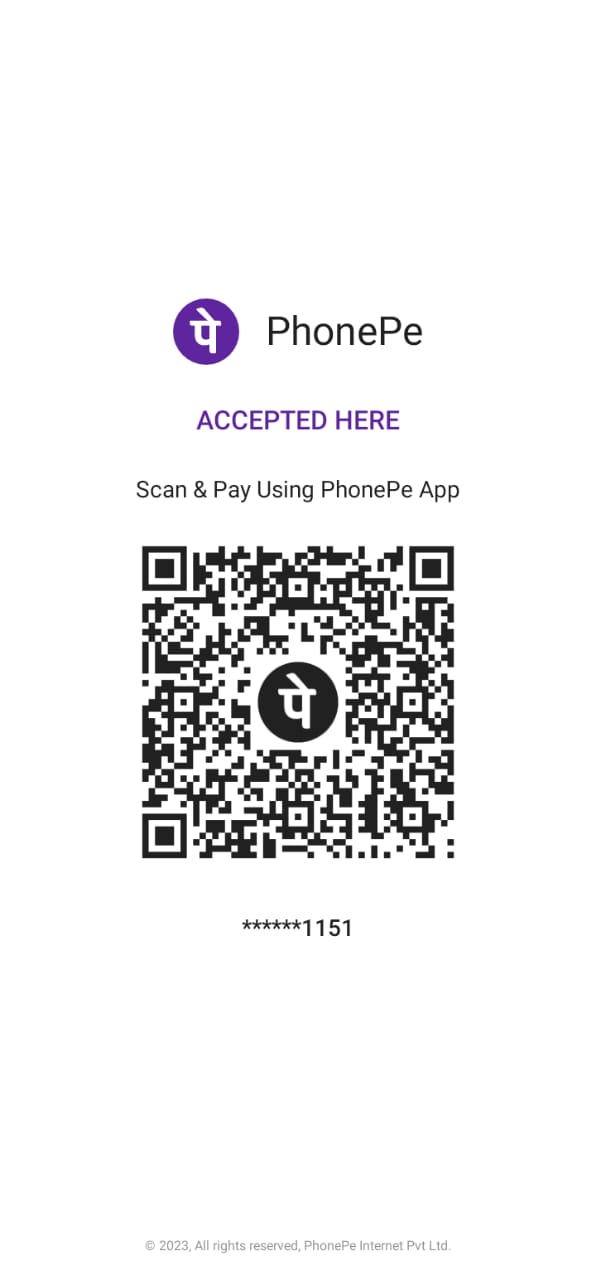 पे PhonePe
ACCEPTED HERE
Scan & Pay Using PhonePe App
पे
******1151
© 2023, All rights reserved, PhonePe Internet Pvt Ltd.